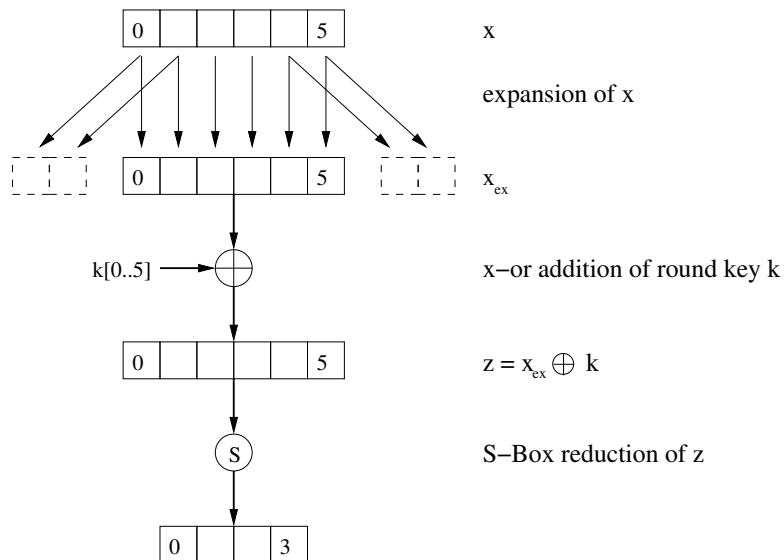 0 5 x
expansion of x
0 5 x_ex
k[0..5] x-or addition of round key k
0 5 z = x_ex ⊕ k
S S-Box reduction of z
0 3